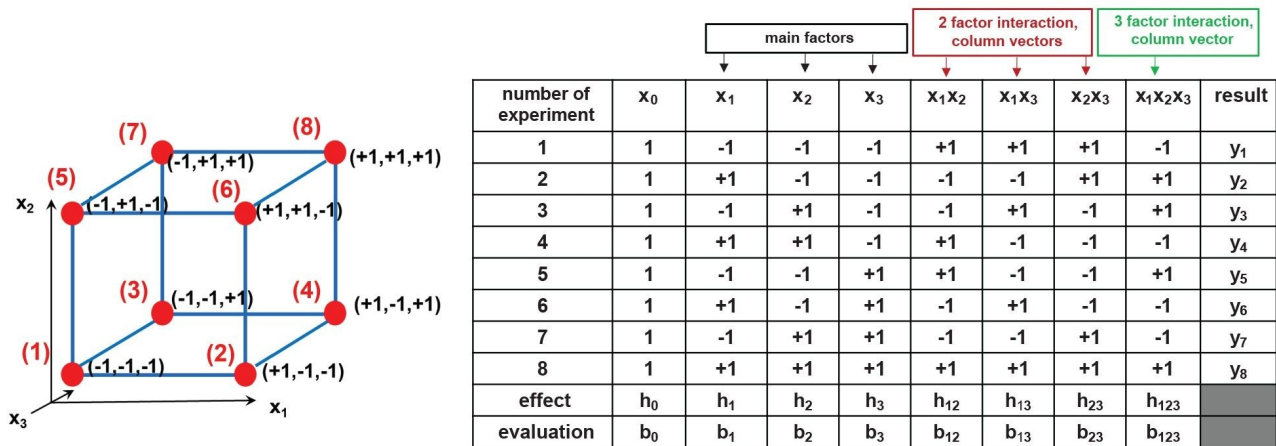 (7)
(8)
(-1,+1,+1)
(+1,+1,+1)
(5)
(6)
x₂
(-1,+1,-1)
(+1,+1,-1)
(3)
(4)
(-1,-1,+1)
(+1,-1,+1)
(1)
(2)
(-1,-1,-1)
(+1,-1,-1)
x₃
x₁
main factors
2 factor interaction,
column vectors
3 factor interaction,
column vector
number of experiment x₀ x₁ x₂ x₃ x₁x₂ x₁x₃ x₂x₃ x₁x₂x₃ result
1 1 -1 -1 -1 +1 +1 +1 -1 y₁
2 1 +1 -1 -1 -1 -1 +1 +1 y₂
3 1 -1 +1 -1 -1 +1 -1 +1 y₃
4 1 +1 +1 -1 +1 -1 -1 -1 y₄
5 1 -1 -1 +1 +1 -1 -1 +1 y₅
6 1 +1 -1 +1 -1 +1 -1 -1 y₆
7 1 -1 +1 +1 -1 -1 +1 -1 y₇
8 1 +1 +1 +1 +1 +1 +1 +1 y₈
effect h₀ h₁ h₂ h₃ h₁₂ h₁₃ h₂₃ h₁₂₃
evaluation b₀ b₁ b₂ b₃ b₁₂ b₁₃ b₂₃ b₁₂₃